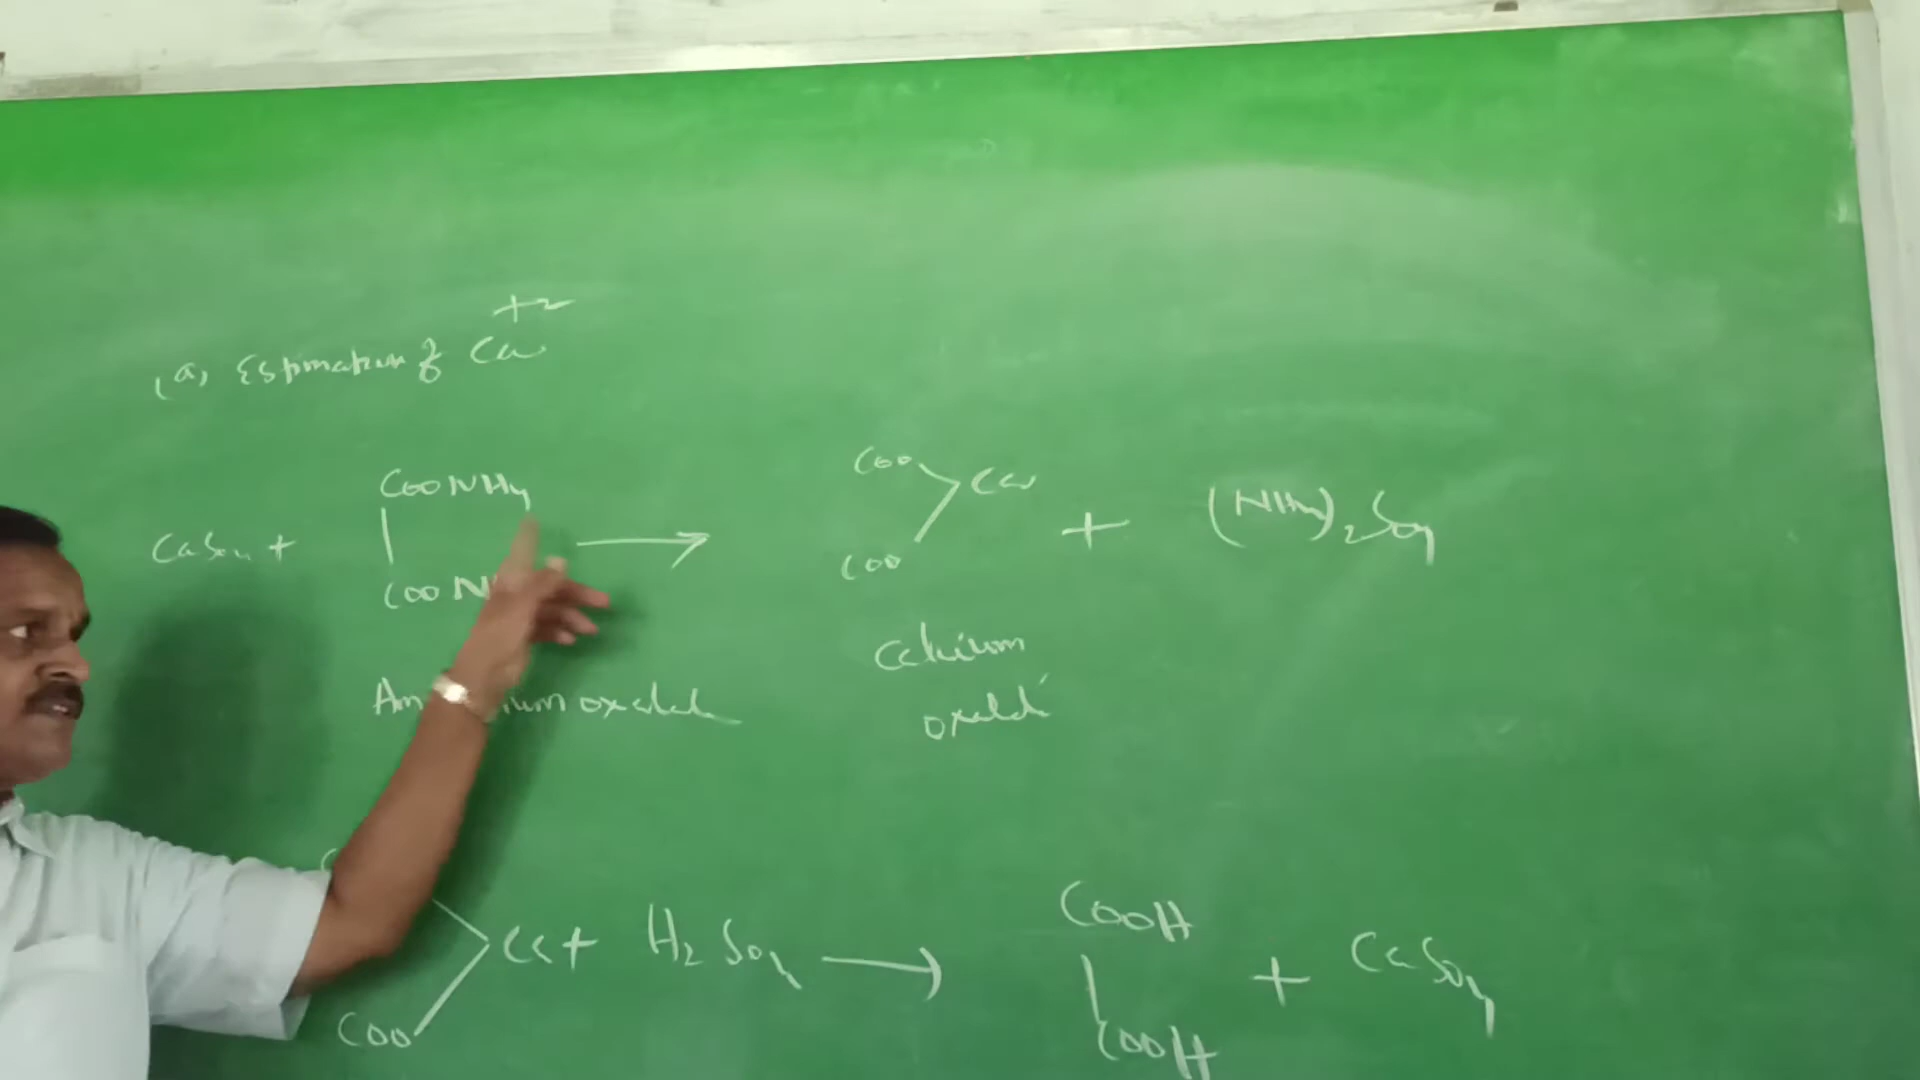 (a) Estimation of Ca+2
COONH4
CaSO4 +
COON
COO
Ca + (NH4)2SO4
COO
Calcium
oxalate
Ca + H2SO4 → COOH + CaSO4
COO
COOH